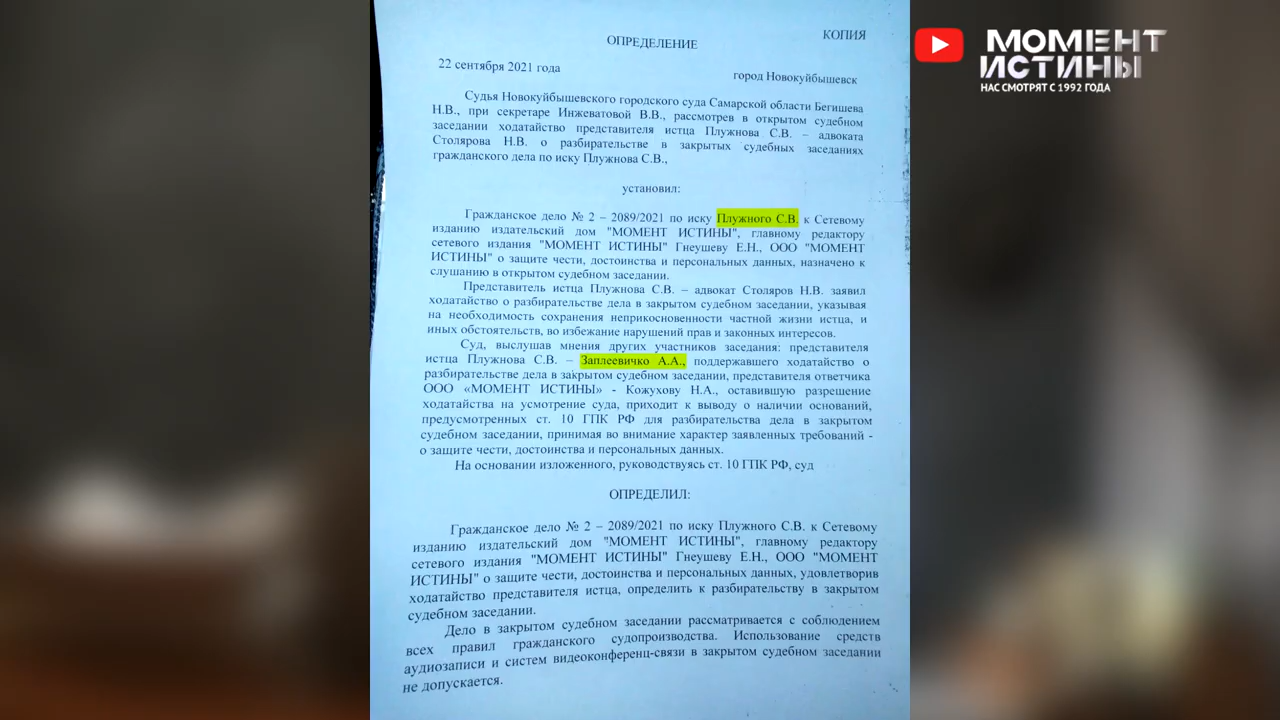 КОПИЯ
ОПРЕДЕЛЕНИЕ
22 сентября 2021 года
город Новокуйбышевск
Судья Новокуйбышевского городского суда Самарской области Бегишева
Н.В., при секретаре Инжеватовой В.В., рассмотрев в открытом судебном
заседании ходатайство представителя истца Плужнова С.В. – адвоката
Столярова Н.В. о разбирательстве в закрытых судебных заседаниях
гражданского дела по иску Плужнова С.В.,
установил:
Гражданское дело № 2 – 2089/2021 по иску Плужного С.В. к Сетевому
изданию издательский дом "МОМЕНТ ИСТИНЫ", главному редактору
сетевого издания "МОМЕНТ ИСТИНЫ" Гнеушеву Е.Н., ООО "МОМЕНТ
ИСТИНЫ" о защите чести, достоинства и персональных данных, назначено к
слушанию в открытом судебном заседании.
Представитель истца Плужнова С.В. – адвокат Столяров Н.В. заявил
ходатайство о разбирательстве дела в закрытом судебном заседании, указывая
на необходимость сохранения неприкосновенности частной жизни истца, и
иных обстоятельств, во избежание нарушений прав и законных интересов.
Суд, выслушав мнения других участников заседания: представителя
истца Плужнова С.В. – Заплеевичко А.А., поддержавшего ходатайство о
разбирательстве дела в закрытом судебном заседании, представителя ответчика
ООО «МОМЕНТ ИСТИНЫ» - Кожухову Н.А., оставившую разрешение
ходатайства на усмотрение суда, приходит к выводу о наличии оснований,
предусмотренных ст. 10 ГПК РФ для разбирательства дела в закрытом
судебном заседании, принимая во внимание характер заявленных требований -
о защите чести, достоинства и персональных данных.
На основании изложенного, руководствуясь ст. 10 ГПК РФ, суд
ОПРЕДЕЛИЛ:
Гражданское дело № 2 – 2089/2021 по иску Плужного С.В. к Сетевому
изданию издательский дом "МОМЕНТ ИСТИНЫ", главному редактору
сетевого издания "МОМЕНТ ИСТИНЫ" Гнеушеву Е.Н., ООО "МОМЕНТ
ИСТИНЫ" о защите чести, достоинства и персональных данных, удовлетворив
ходатайство представителя истца, определить к разбирательству в закрытом
судебном заседании.
Дело в закрытом судебном заседании рассматривается с соблюдением
всех правил гражданского судопроизводства. Использование средств
аудиозаписи и систем видеоконференц-связи в закрытом судебном заседании
не допускается.
МОМЕНТ
ИСТИНЫ
НАС СМОТРЯТ С 1992 ГОДА